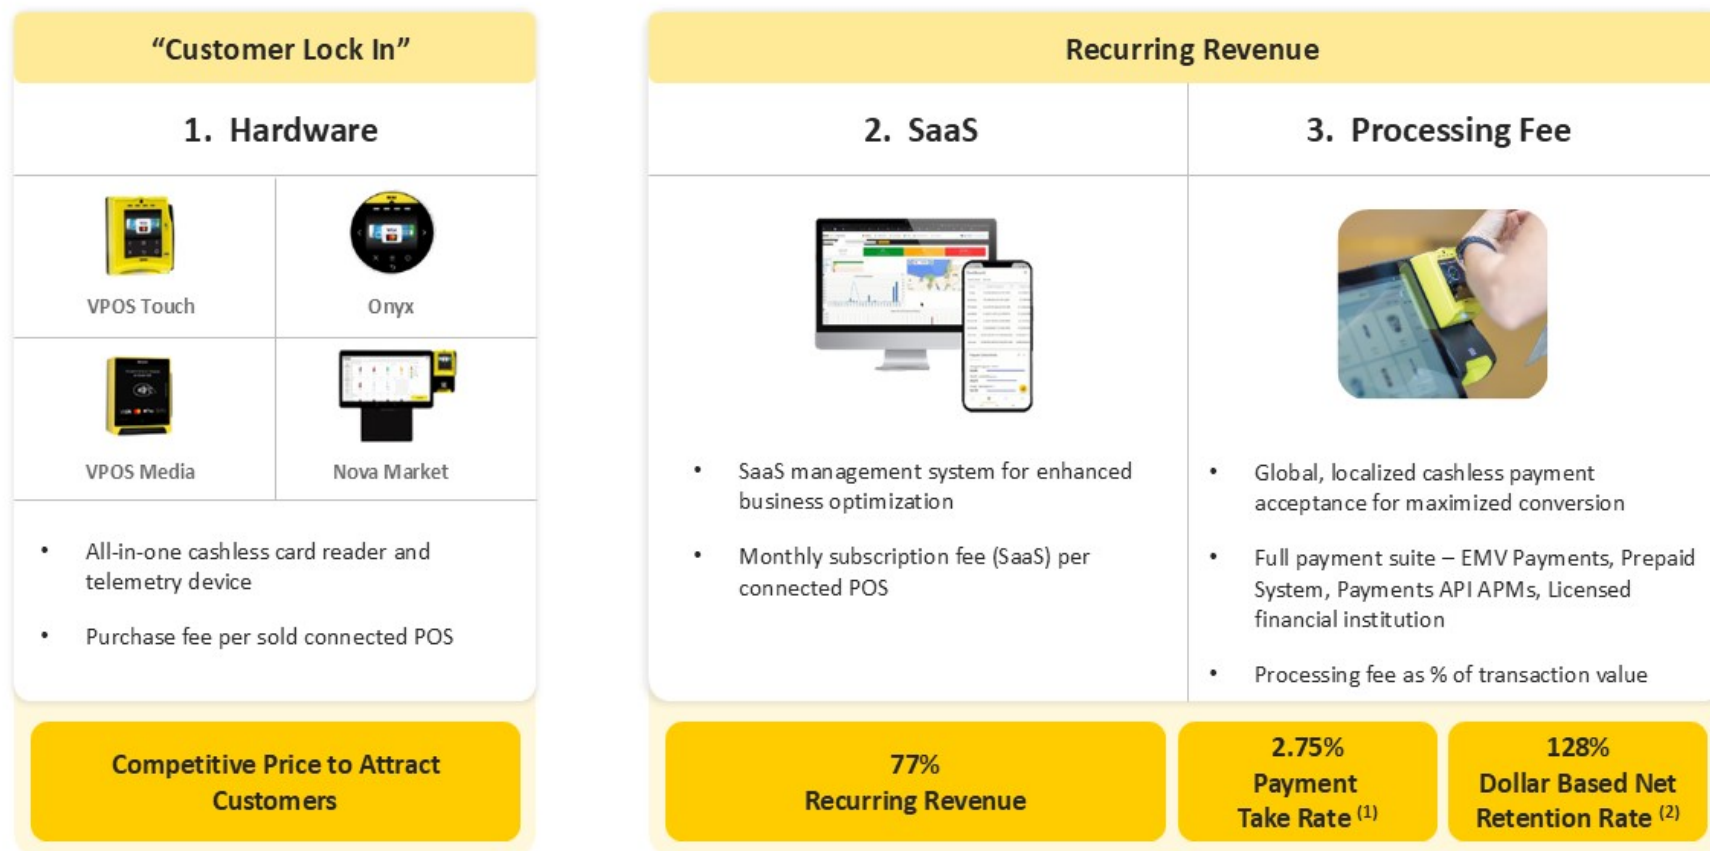 “Customer Lock In”
1. Hardware
VPOS Touch
Onyx
VPOS Media
Nova Market
• All-in-one cashless card reader and
telemetry device
• Purchase fee per sold connected POS
Competitive Price to Attract
Customers
Recurring Revenue
2. SaaS
• SaaS management system for enhanced
business optimization
• Monthly subscription fee (SaaS) per
connected POS
77%
Recurring Revenue
3. Processing Fee
• Global, localized cashless payment
acceptance for maximized conversion
• Full payment suite – EMV Payments, Prepaid
System, Payments API APMs, Licensed
financial institution
• Processing fee as % of transaction value
2.75%
Payment
Take Rate (1)
128%
Dollar Based Net
Retention Rate (2)